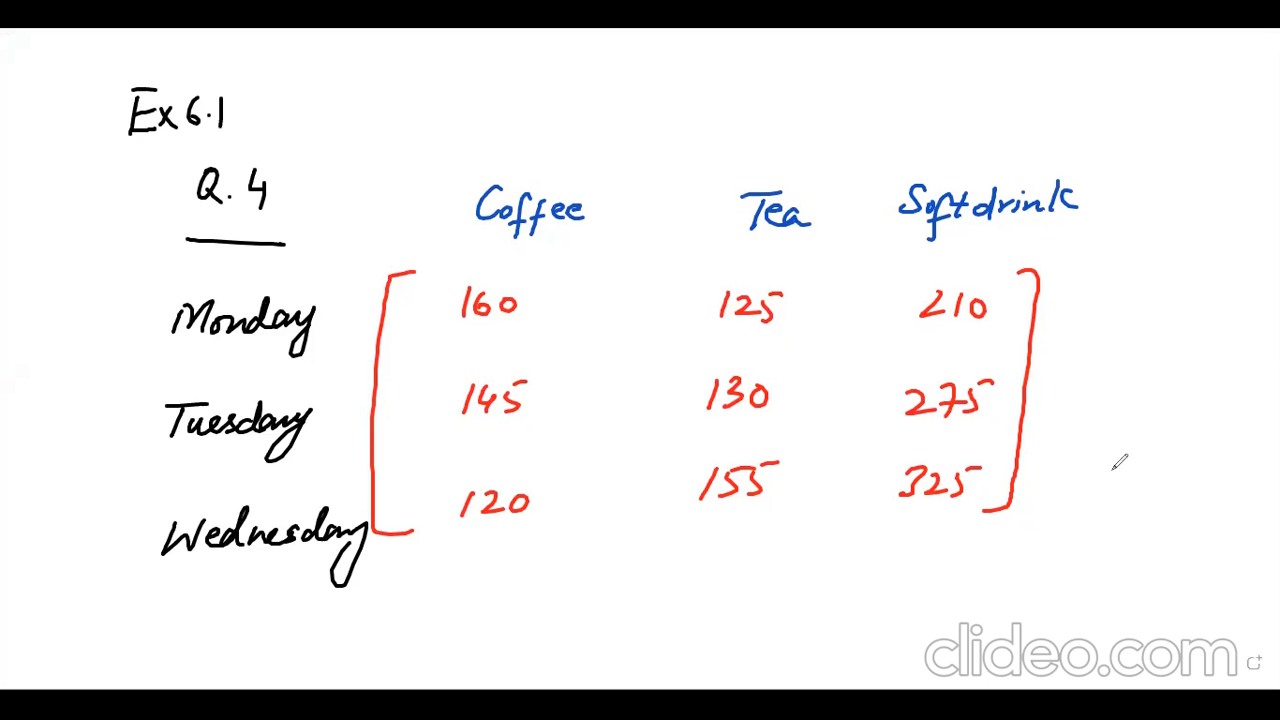 Ex 6.1
Q. 4
Coffee Tea Softdrink
Monday 160 125 210
Tuesday 145 130 275
Wednesday 120 155 325
clideo.com